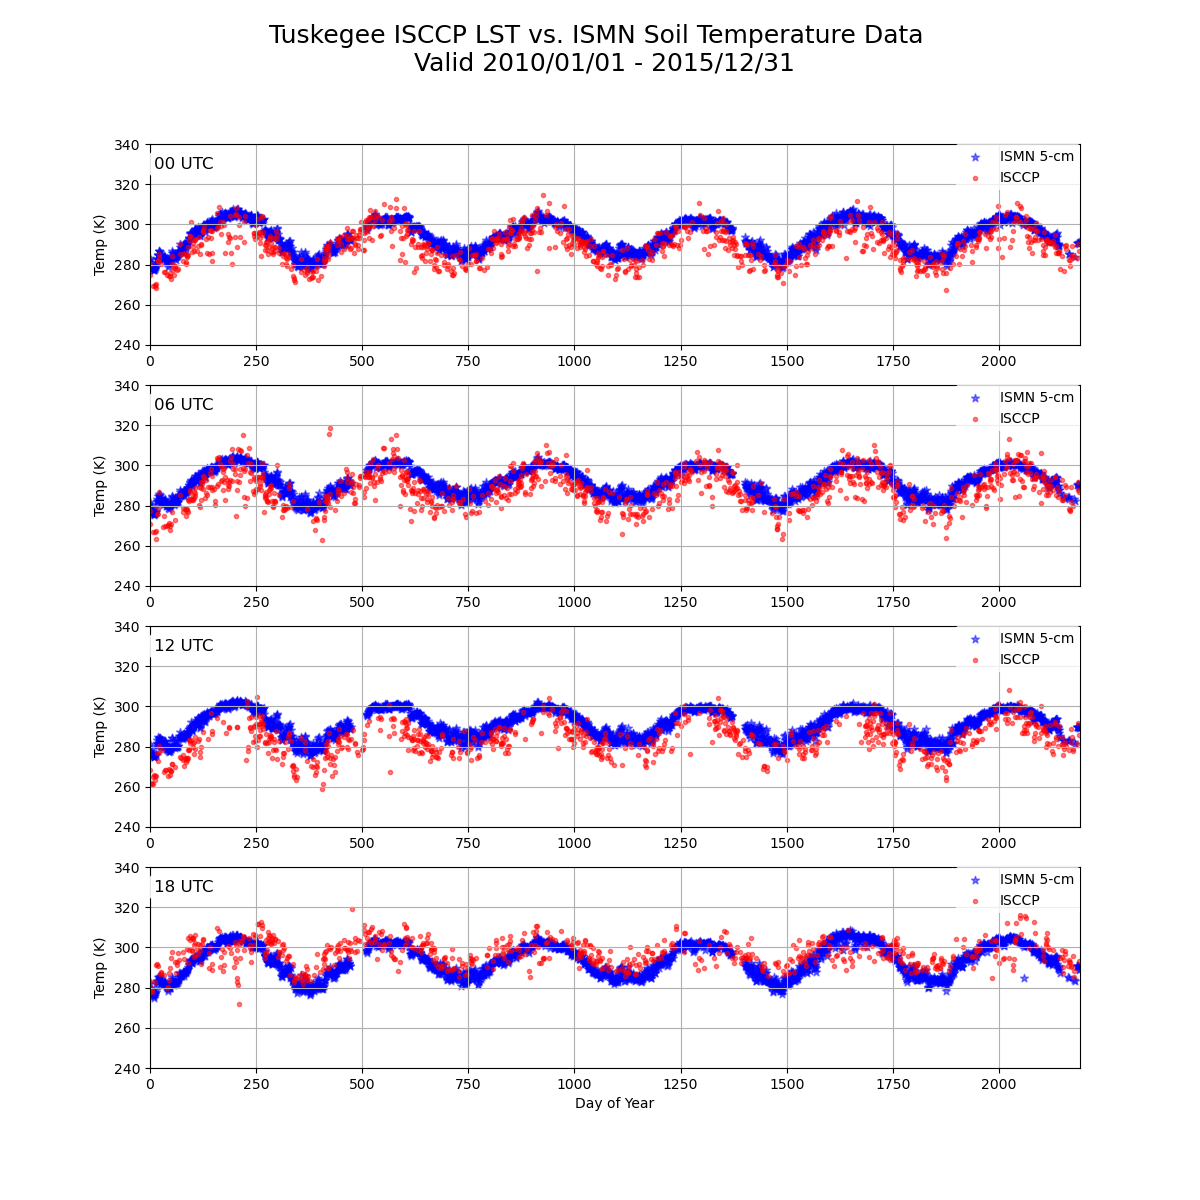 Tuskegee ISCCP LST vs. ISMN Soil Temperature Data
Valid 2010/01/01 - 2015/12/31
340
320
300
280
260
240
Temp (K)
00 UTC
ISMN 5-cm
ISCCP
0 250 500 750 1000 1250 1500 1750 2000
340
320
300
280
260
240
Temp (K)
06 UTC
ISMN 5-cm
ISCCP
0 250 500 750 1000 1250 1500 1750 2000
340
320
300
280
260
240
Temp (K)
12 UTC
ISMN 5-cm
ISCCP
0 250 500 750 1000 1250 1500 1750 2000
340
320
300
280
260
240
Temp (K)
18 UTC
ISMN 5-cm
ISCCP
0 250 500 750 1000 1250 1500 1750 2000
Day of Year